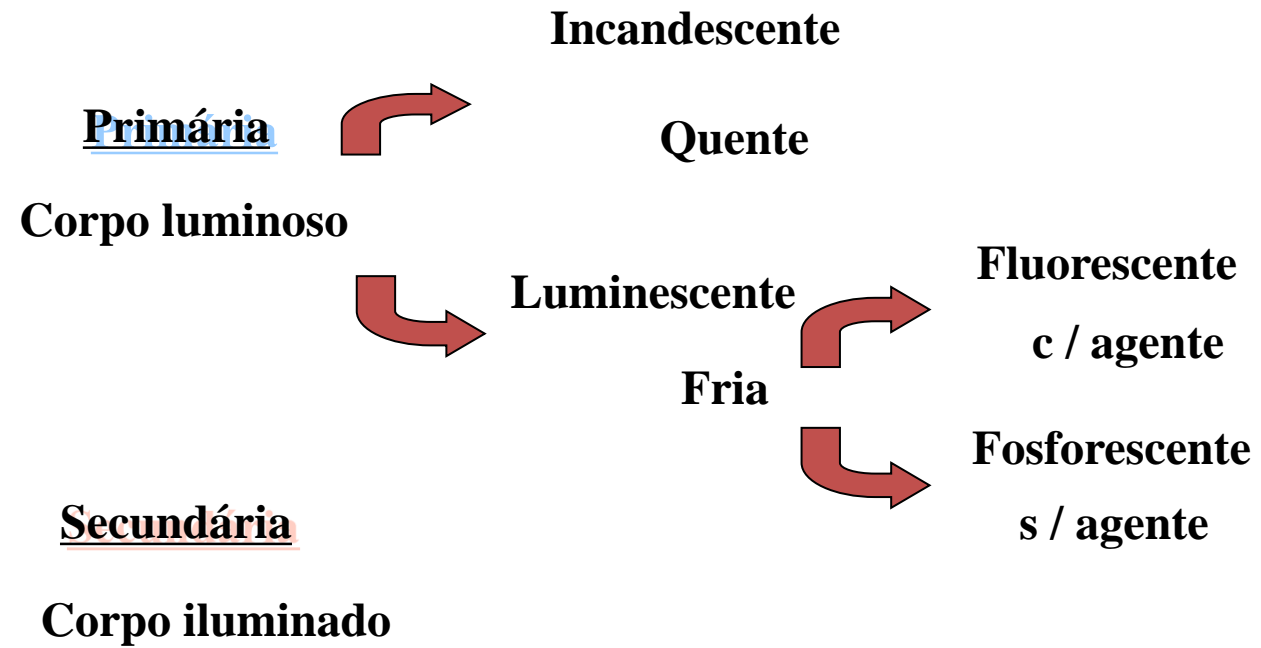 Incandescente
Primária
Quente
Corpo luminoso
Luminescente
Fria
Fluorescente
c / agente
Fosforescente
s / agente
Secundária
Corpo iluminado